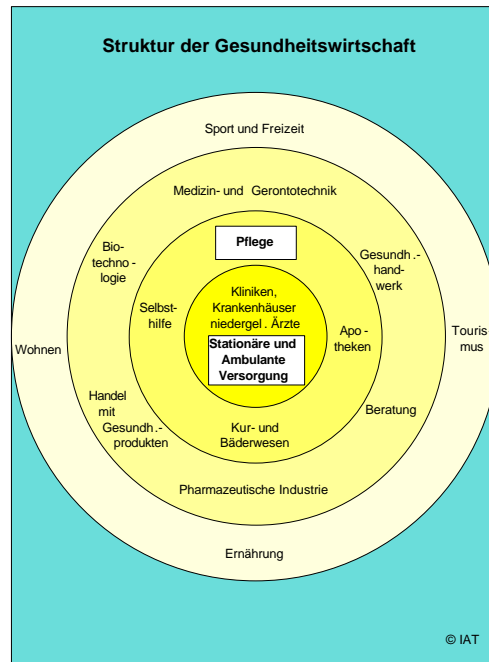 Struktur der Gesundheitswirtschaft
Sport und Freizeit
Medizin- und Gerontotechnik
Bio-
techno-
logie
Pflege
Gesundh.-
hand-
werk
Selbst-
hilfe
Kliniken,
Krankenhäuser
niedergel. Ärzte
Stationäre und
Ambulante
Versorgung
Apo-
theken
Wohnen
Touris-
mus
Handel
mit
Gesundh.-
produkten
Kur- und
Bäderwesen
Beratung
Pharmazeutische Industrie
Ernährung
© IAT